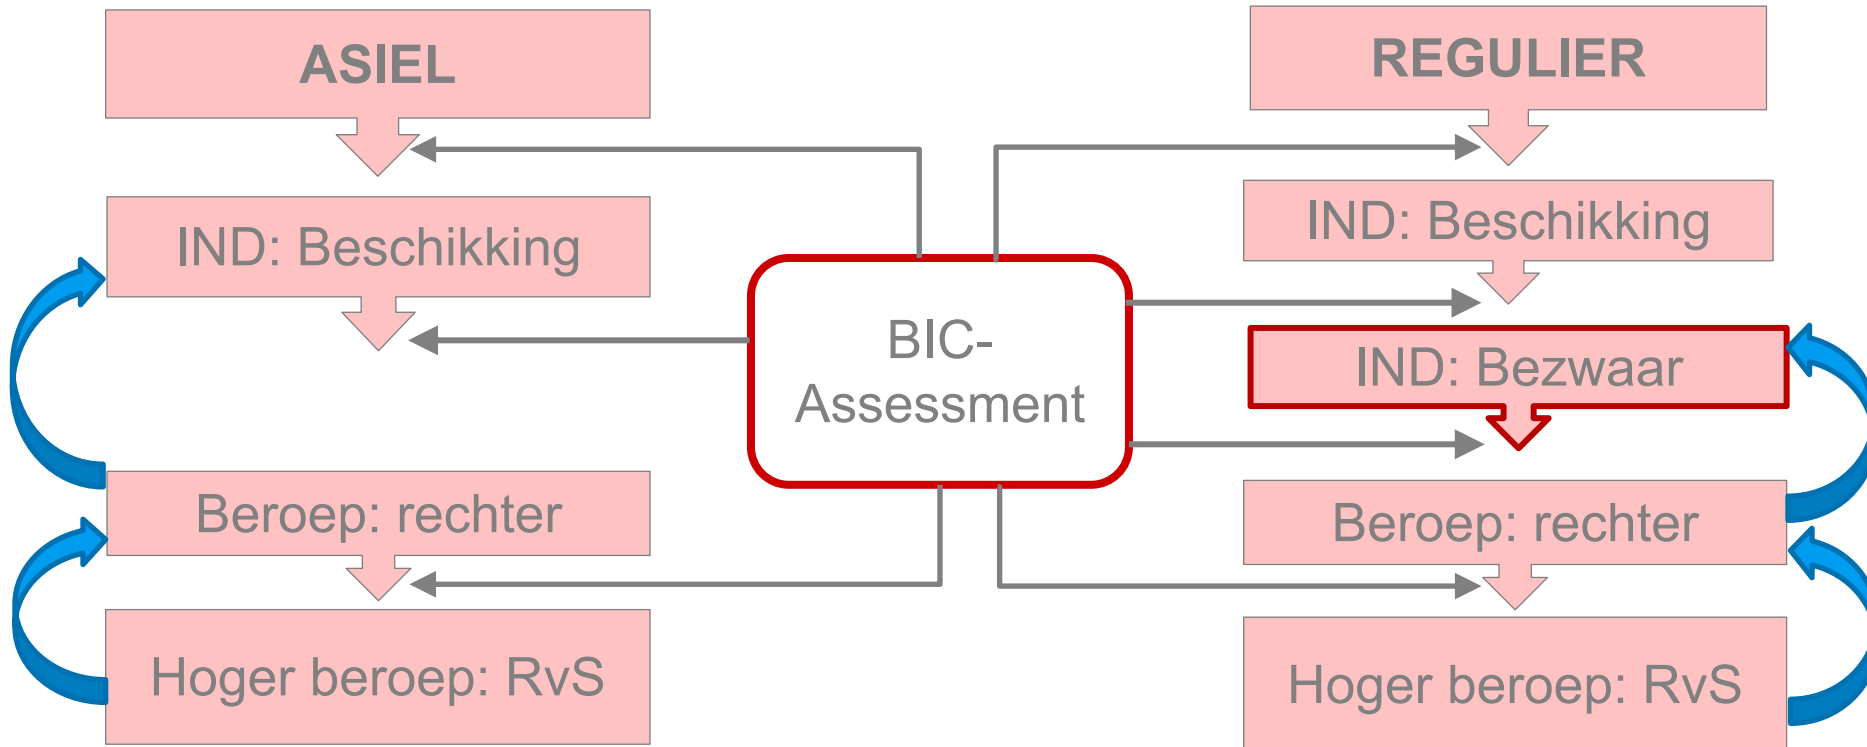 ASIEL
IND: Beschikking
Beroep: rechter
Hoger beroep: RvS
BIC-
Assessment
REGULIER
IND: Beschikking
IND: Bezwaar
Beroep: rechter
Hoger beroep: RvS